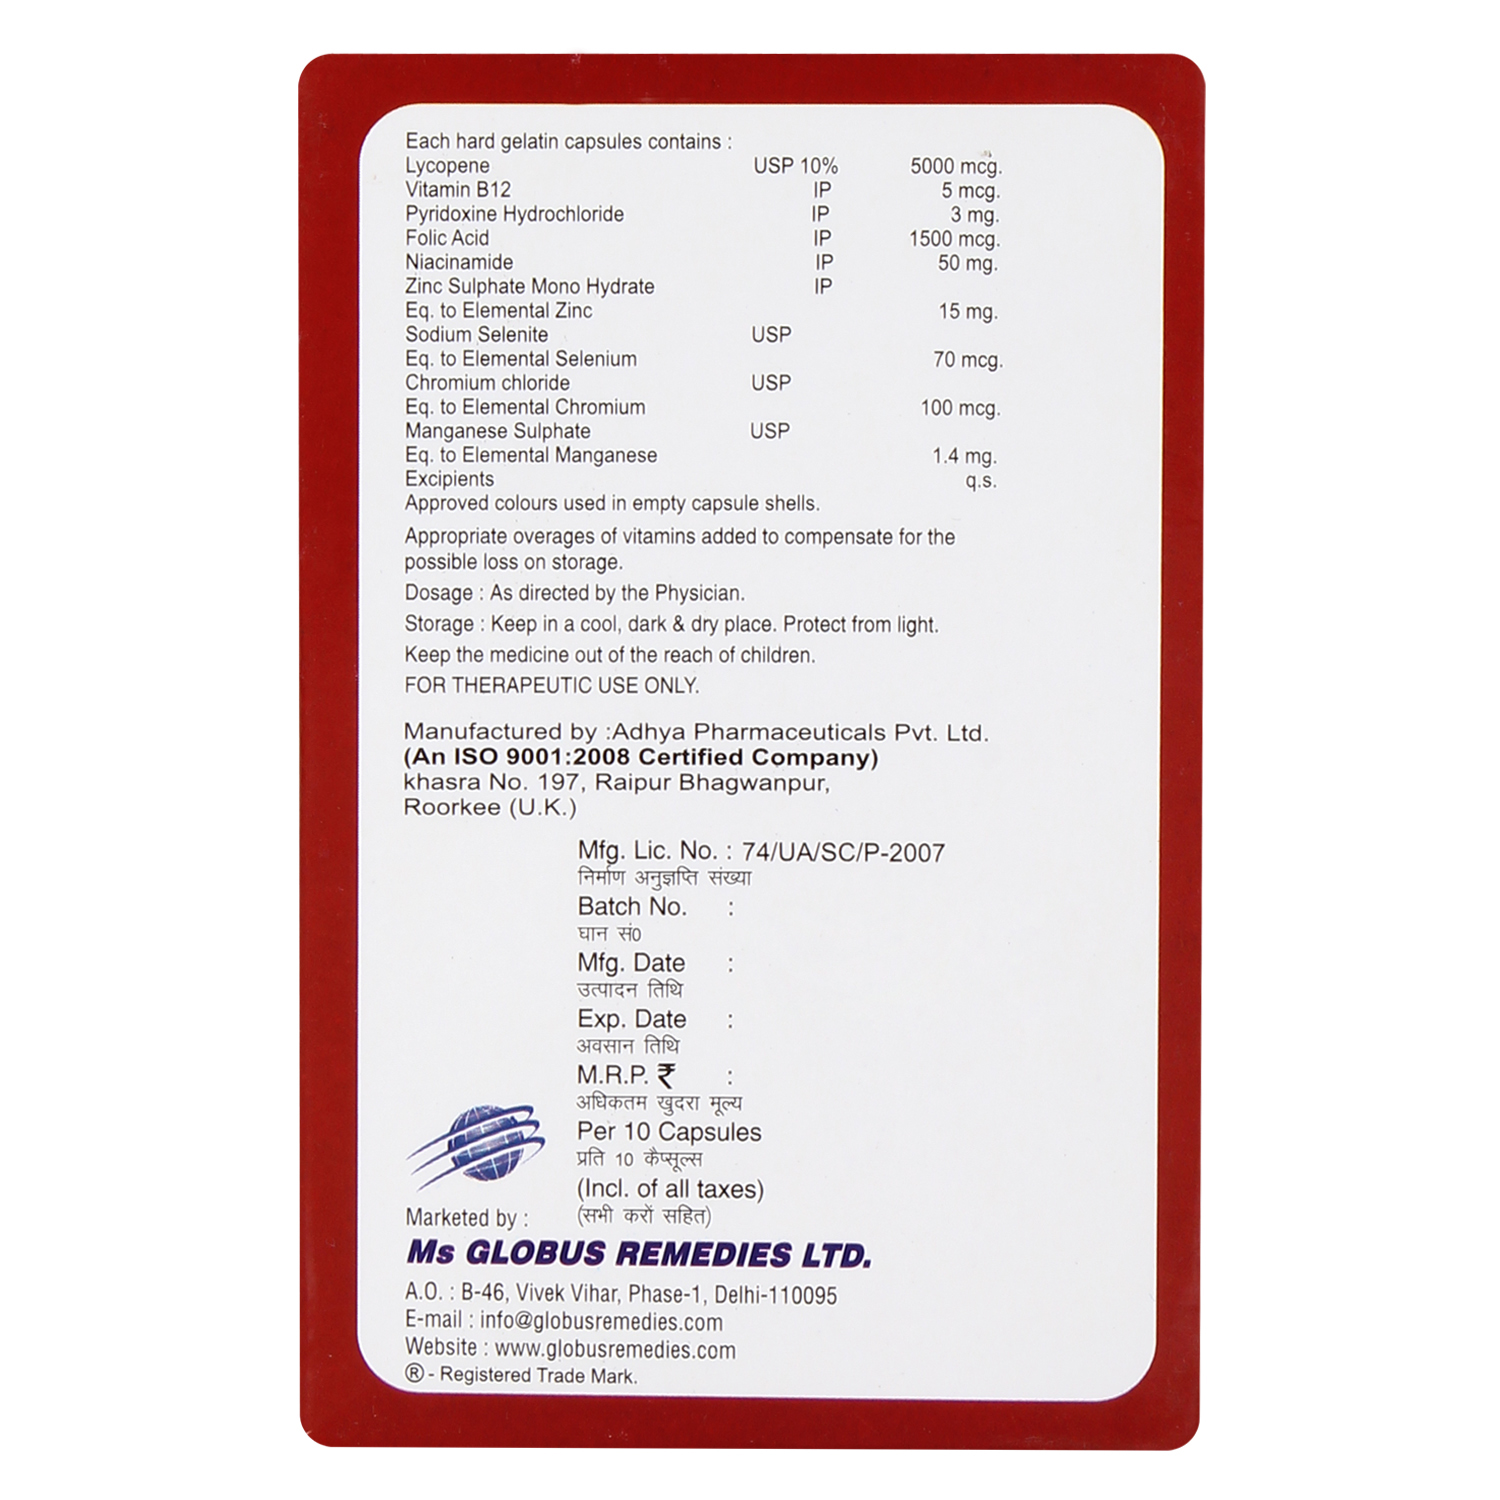 Each hard gelatin capsules contains :
Lycopene USP 10% 5000 mcg.
Vitamin B12 IP 5 mcg.
Pyridoxine Hydrochloride IP 3 mg.
Folic Acid IP 1500 mcg.
Niacinamide IP 50 mg.
Zinc Sulphate Mono Hydrate IP
Eq. to Elemental Zinc 15 mg.
Sodium Selenite USP
Eq. to Elemental Selenium 70 mcg.
Chromium chloride USP
Eq. to Elemental Chromium 100 mcg.
Manganese Sulphate USP
Eq. to Elemental Manganese 1.4 mg.
Excipients q.s.
Approved colours used in empty capsule shells.
Appropriate overages of vitamins added to compensate for the
possible loss on storage.
Dosage : As directed by the Physician.
Storage : Keep in a cool, dark & dry place. Protect from light.
Keep the medicine out of the reach of children.
FOR THERAPEUTIC USE ONLY.
Manufactured by :Adhya Pharmaceuticals Pvt. Ltd.
(An ISO 9001:2008 Certified Company)
khasra No. 197, Raipur Bhagwanpur,
Roorkee (U.K.)
Mfg. Lic. No. : 74/UA/SC/P-2007
निर्माण अनुज्ञप्ति संख्या
Batch No. :
घान सं0
Mfg. Date :
उत्पादन तिथि
Exp. Date :
अवसान तिथि
M.R.P. ₹ :
अधिकतम खुदरा मूल्य
Per 10 Capsules
प्रति 10 कैप्सूल्स
(Incl. of all taxes)
(सभी करों सहित)
Marketed by :
Ms GLOBUS REMEDIES LTD.
A.O. : B-46, Vivek Vihar, Phase-1, Delhi-110095
E-mail : info@globusremedies.com
Website : www.globusremedies.com
® - Registered Trade Mark.